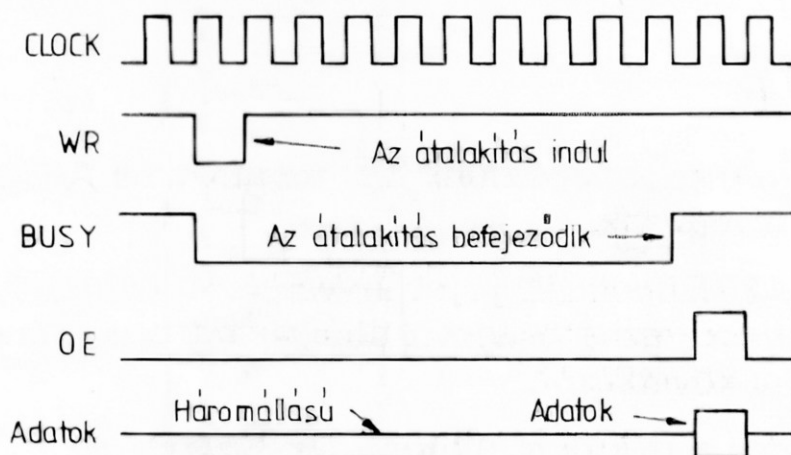 CLOCK
WR
Az átalakítás indul
BUSY
Az átalakítás befejeződik
OE
Háromállású
Adatok
Adatok